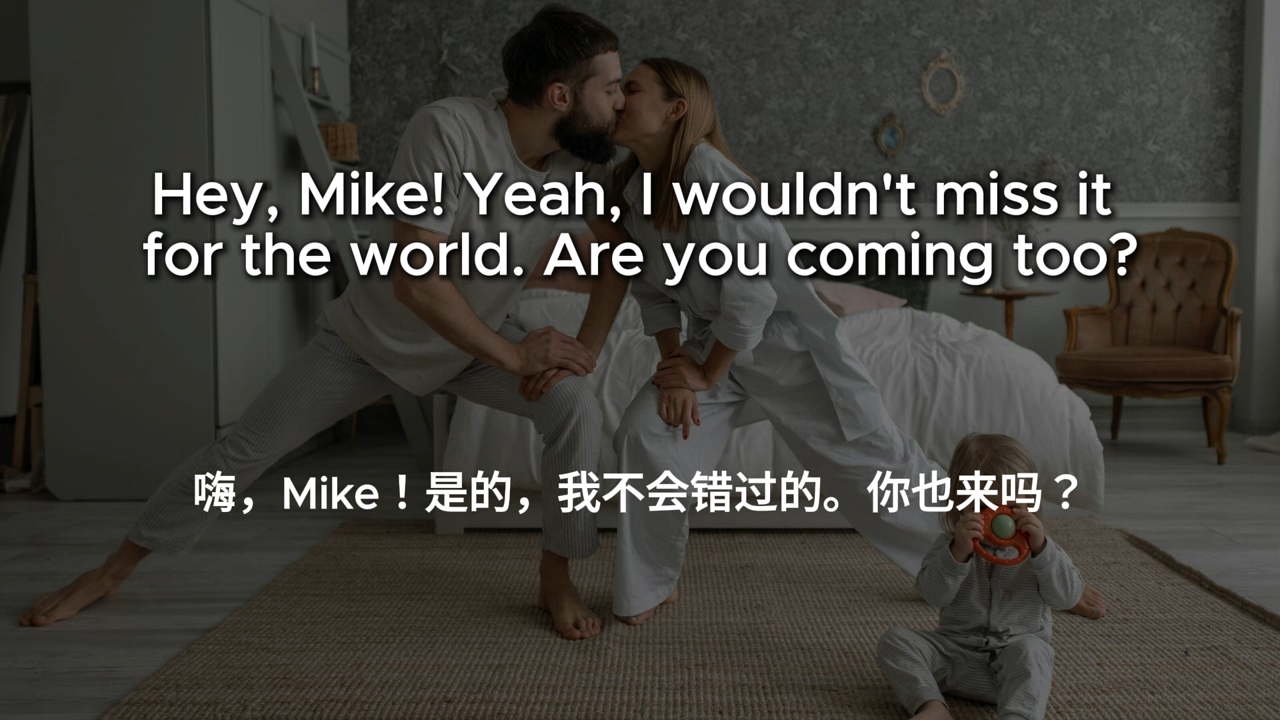 Hey, Mike! Yeah, I wouldn't miss it
for the world. Are you coming too?
嗨，Mike！是的，我不会错过的。你也来吗？